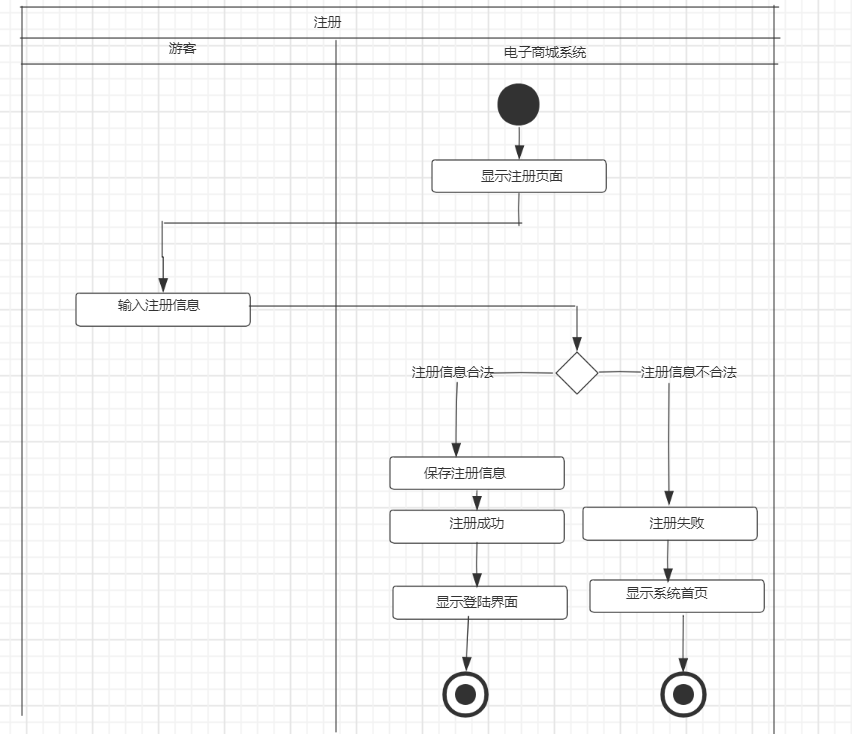 注册
游客
电子商城系统
显示注册页面
输入注册信息
注册信息合法
注册信息不合法
保存注册信息
注册成功
注册失败
显示登陆界面
显示系统首页